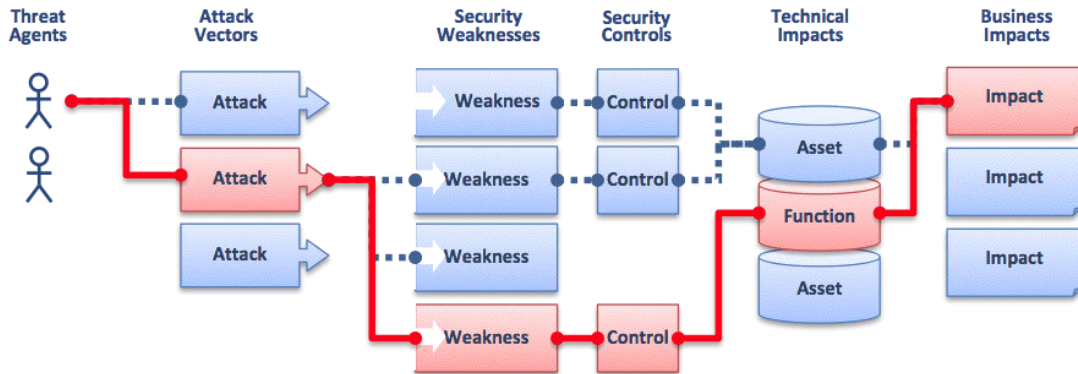 Threat
Agents
Attack
Vectors
Security
Weaknesses
Security
Controls
Technical
Impacts
Business
Impacts
Attack
Weakness
Control
Impact
Asset
Attack
Weakness
Control
Impact
Function
Attack
Weakness
Impact
Asset
Weakness
Control